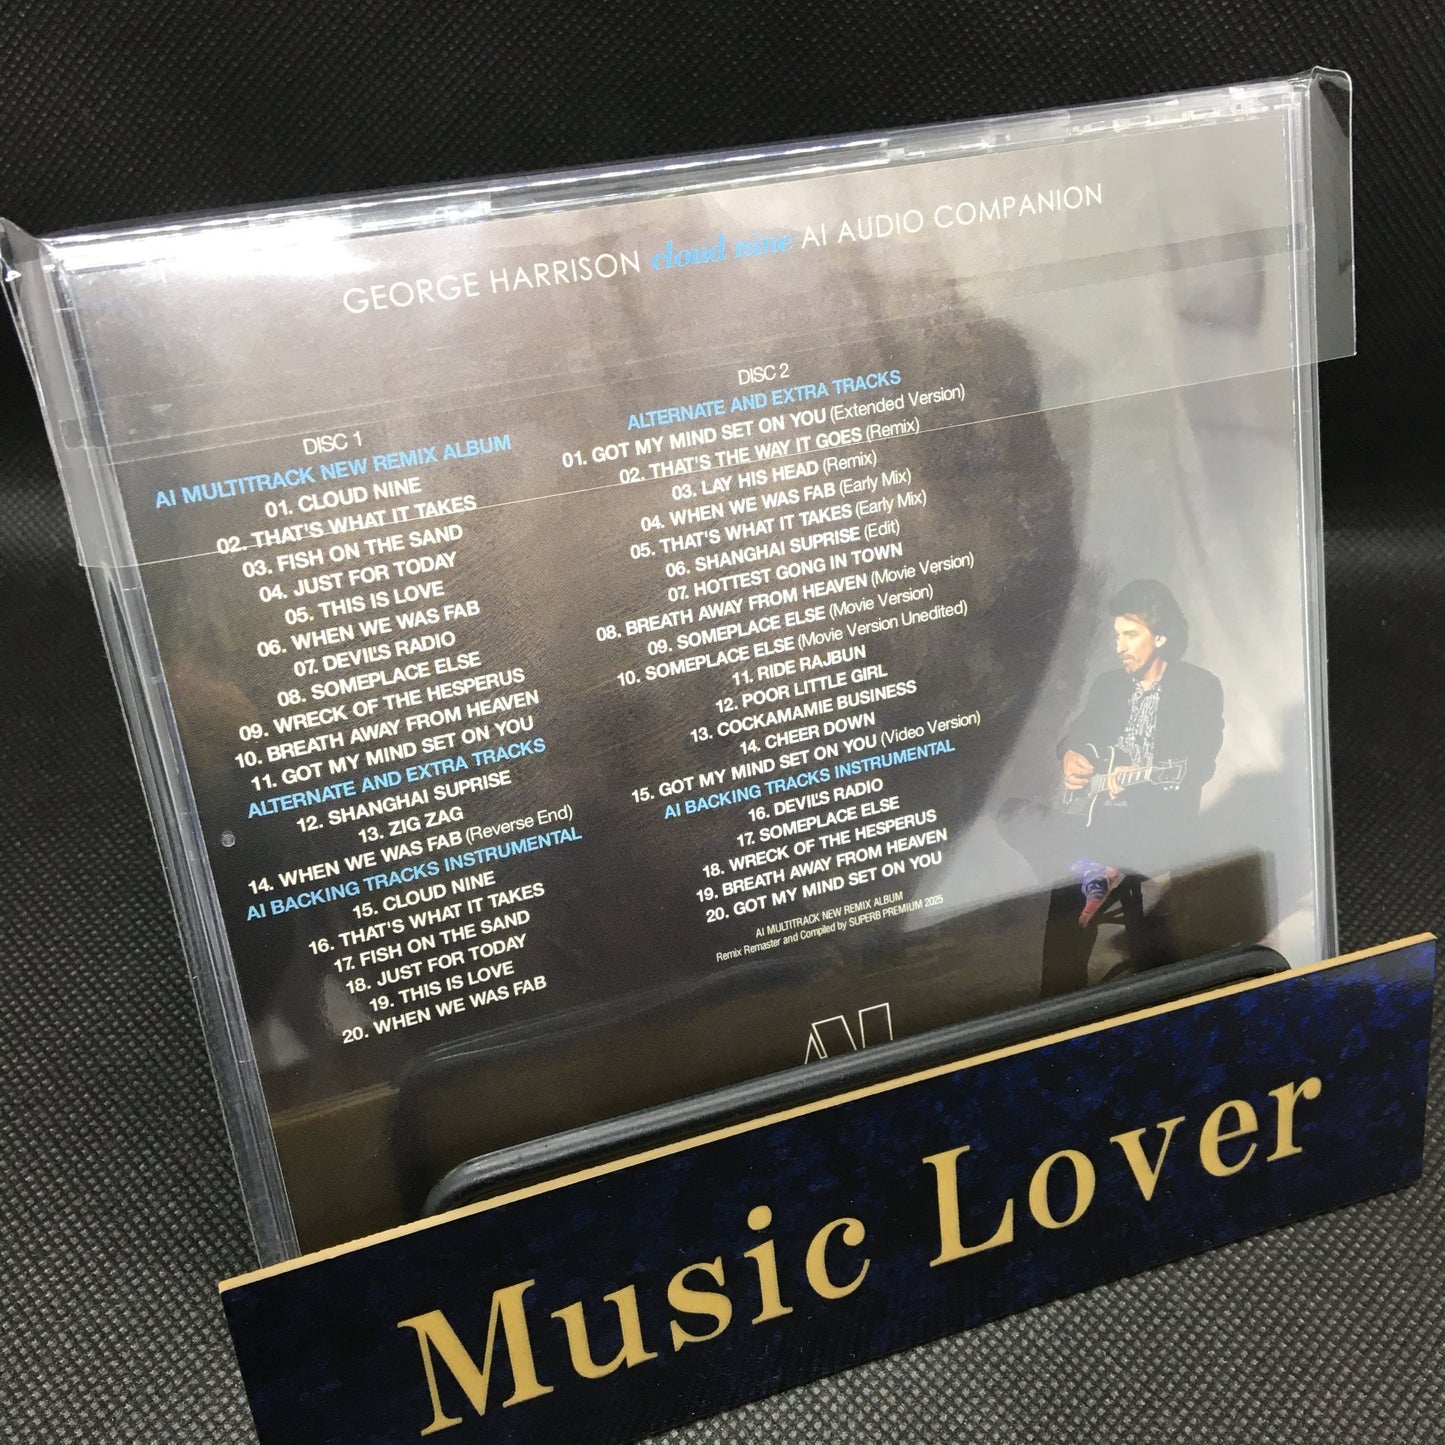 GEORGE HARRISON cloud nine AI AUDIO COMPANION
DISC 1
AI MULTITRACK NEW REMIX ALBUM
01. CLOUD NINE
02. THAT'S WHAT IT TAKES
03. FISH ON THE SAND
04. JUST FOR TODAY
05. THIS IS LOVE
06. WHEN WE WAS FAB
07. DEVIL'S RADIO
08. SOMEPLACE ELSE
09. WRECK OF THE HESPERUS
10. BREATH AWAY FROM HEAVEN
11. GOT MY MIND SET ON YOU
ALTERNATE AND EXTRA TRACKS
12. SHANGHAI SUPRISE
13. ZIG ZAG
14. WHEN WE WAS FAB (Reverse End)
AI BACKING TRACKS INSTRUMENTAL
15. CLOUD NINE
16. THAT'S WHAT IT TAKES
17. FISH ON THE SAND
18. JUST FOR TODAY
19. THIS IS LOVE
20. WHEN WE WAS FAB
DISC 2
ALTERNATE AND EXTRA TRACKS
01. GOT MY MIND SET ON YOU (Extended Version)
02. THAT'S THE WAY IT GOES (Remix)
03. LAY HIS HEAD (Remix)
04. WHEN WE WAS FAB (Early Mix)
05. THAT'S WHAT IT TAKES (Early Mix)
06. SHANGHAI SUPRISE (Edit)
07. HOTTEST GONG IN TOWN
08. BREATH AWAY FROM HEAVEN (Movie Version)
09. SOMEPLACE ELSE (Movie Version)
10. SOMEPLACE ELSE (Movie Version Unedited)
11. RIDE RAJBUN
12. POOR LITTLE GIRL
13. COCKAMAMIE BUSINESS
14. CHEER DOWN
15. GOT MY MIND SET ON YOU (Video Version)
AI BACKING TRACKS INSTRUMENTAL
16. DEVIL'S RADIO
17. SOMEPLACE ELSE
18. WRECK OF THE HESPERUS
19. BREATH AWAY FROM HEAVEN
20. GOT MY MIND SET ON YOU
AI MULTITRACK NEW REMIX ALBUM
Remix Remaster and Compiled by SUPERB PREMIUM 2025
Music Lover